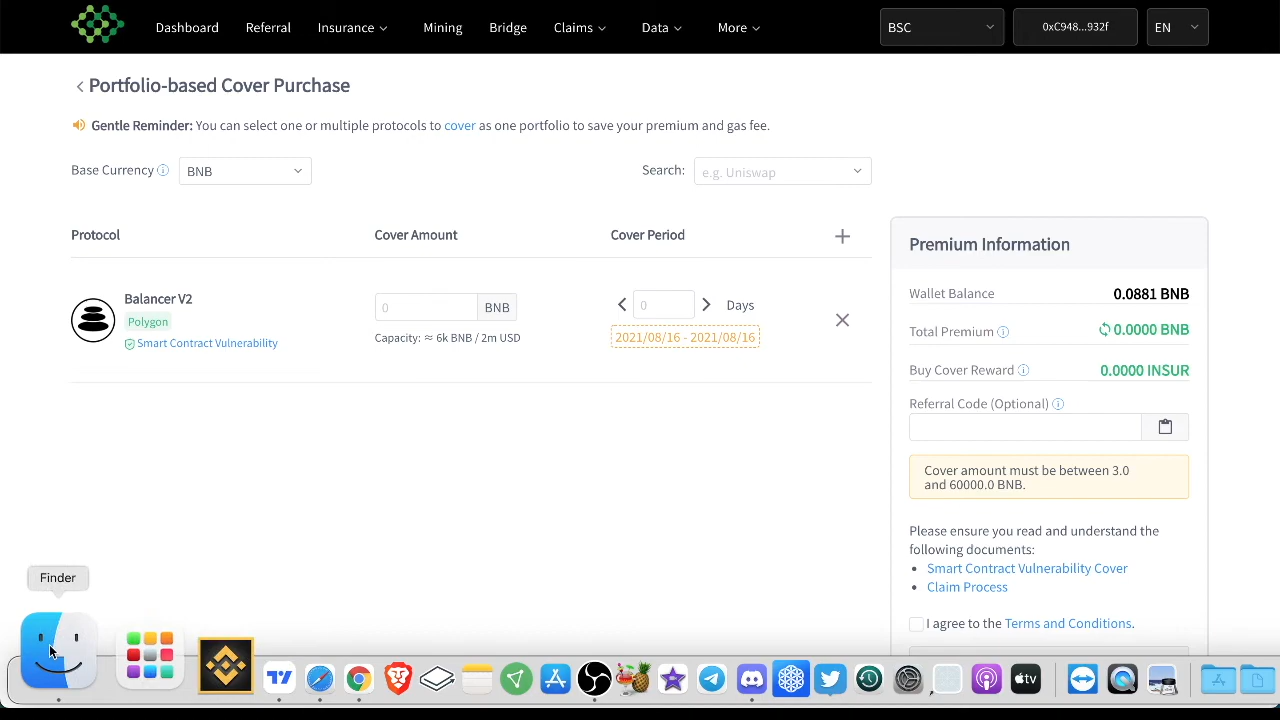 Dashboard Referral Insurance Mining Bridge Claims Data More BSC 0xC948...932f EN
Portfolio-based Cover Purchase
Gentle Reminder: You can select one or multiple protocols to cover as one portfolio to save your premium and gas fee.
Base Currency BNB Search: e.g. Uniswap
Protocol Cover Amount Cover Period
Balancer V2
Polygon
Smart Contract Vulnerability
0 BNB
Capacity: ≈ 6k BNB / 2m USD
0 Days
2021/08/16 - 2021/08/16
Premium Information
Wallet Balance 0.0881 BNB
Total Premium 0.0000 BNB
Buy Cover Reward 0.0000 INSUR
Referral Code (Optional)
Cover amount must be between 3.0
and 60000.0 BNB.
Please ensure you read and understand the
following documents:
• Smart Contract Vulnerability Cover
• Claim Process
I agree to the Terms and Conditions.
Finder
tv